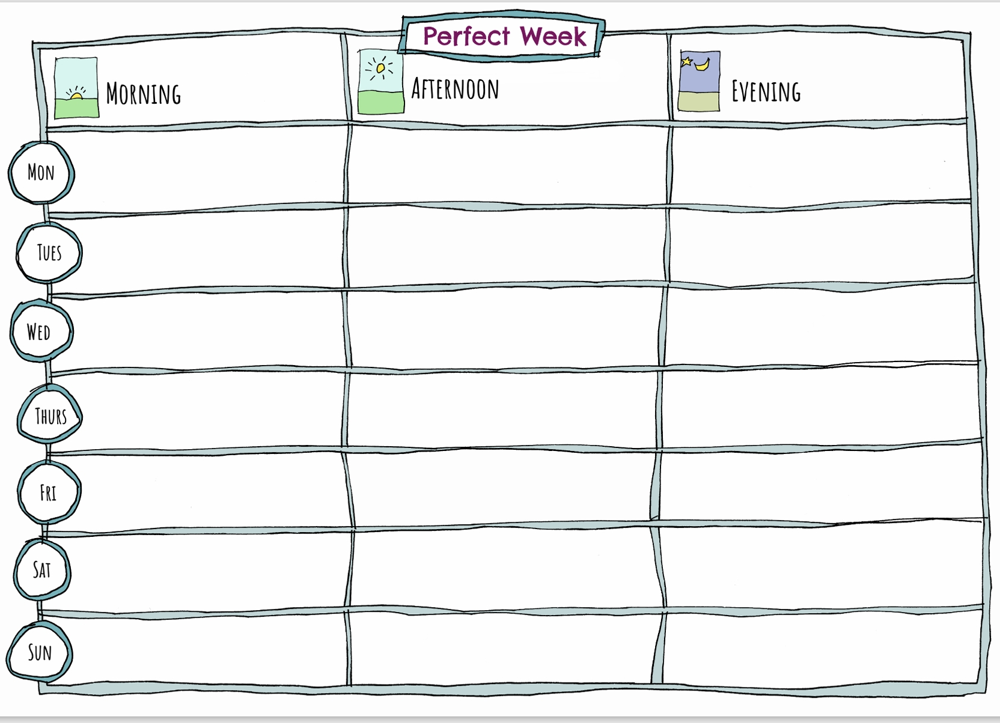 Perfect Week
Morning
Afternoon
Evening
Mon
Tues
Wed
Thurs
Fri
Sat
Sun